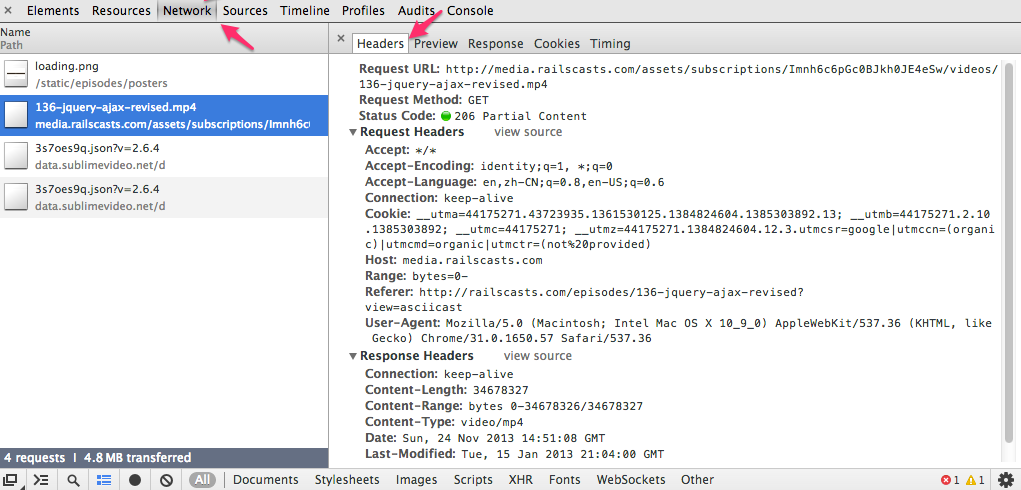 × Elements Resources Network Sources Timeline Profiles Audits Console
Name
Path
loading.png
/static/episodes/posters
136-jquery-ajax-revised.mp4
media.railscasts.com/assets/subscriptions/Imnh6c
3s7oes9q.json?v=2.6.4
data.sublimevideo.net/d
3s7oes9q.json?v=2.6.4
data.sublimevideo.net/d
4 requests | 4.8 MB transferred
× Headers Preview Response Cookies Timing
Request URL: http://media.railscasts.com/assets/subscriptions/Imnh6c6pGc0BJkh0JE4eSw/videos/
136-jquery-ajax-revised.mp4
Request Method: GET
Status Code: 206 Partial Content
▼ Request Headers view source
Accept: */*
Accept-Encoding: identity;q=1, *;q=0
Accept-Language: en,zh-CN;q=0.8,en-US;q=0.6
Connection: keep-alive
Cookie: __utma=44175271.43723935.1361530125.1384824604.1385303892.13; __utmb=44175271.2.10
.1385303892; __utmc=44175271; __utmz=44175271.1384824604.12.3.utmcsr=google|utmccn=(organi
c)|utmcmd=organic|utmctr=(not%20provided)
Host: media.railscasts.com
Range: bytes=0-
Referer: http://railscasts.com/episodes/136-jquery-ajax-revised?
view=asciicast
User-Agent: Mozilla/5.0 (Macintosh; Intel Mac OS X 10_9_0) AppleWebKit/537.36 (KHTML, like
Gecko) Chrome/31.0.1650.57 Safari/537.36
▼ Response Headers view source
Connection: keep-alive
Content-Length: 34678327
Content-Range: bytes 0-34678326/34678327
Content-Type: video/mp4
Date: Sun, 24 Nov 2013 14:51:08 GMT
Last-Modified: Tue, 15 Jan 2013 21:04:00 GMT
All Documents Stylesheets Images Scripts XHR Fonts WebSockets Other 1 1